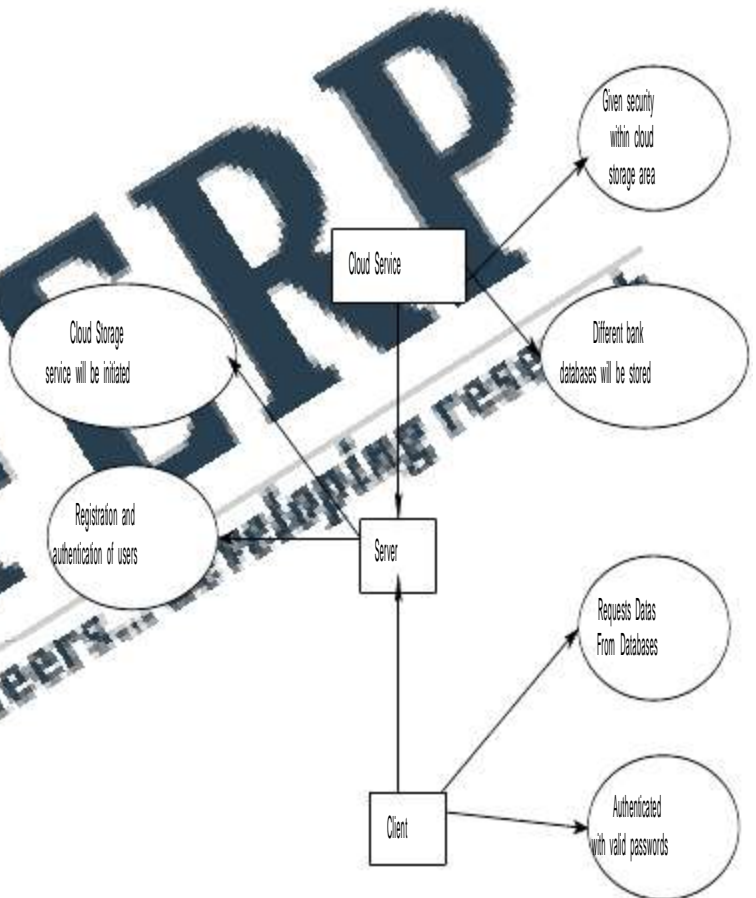 ERP
Given security
within cloud
storage area
Cloud Service
Cloud Storage
service will be initiated
Different bank
databases will be stored
developing rese
Registration and
authentication of users
Server
eers...
Requests Datas
From Databases
Client
Authenticated
with valid passwords